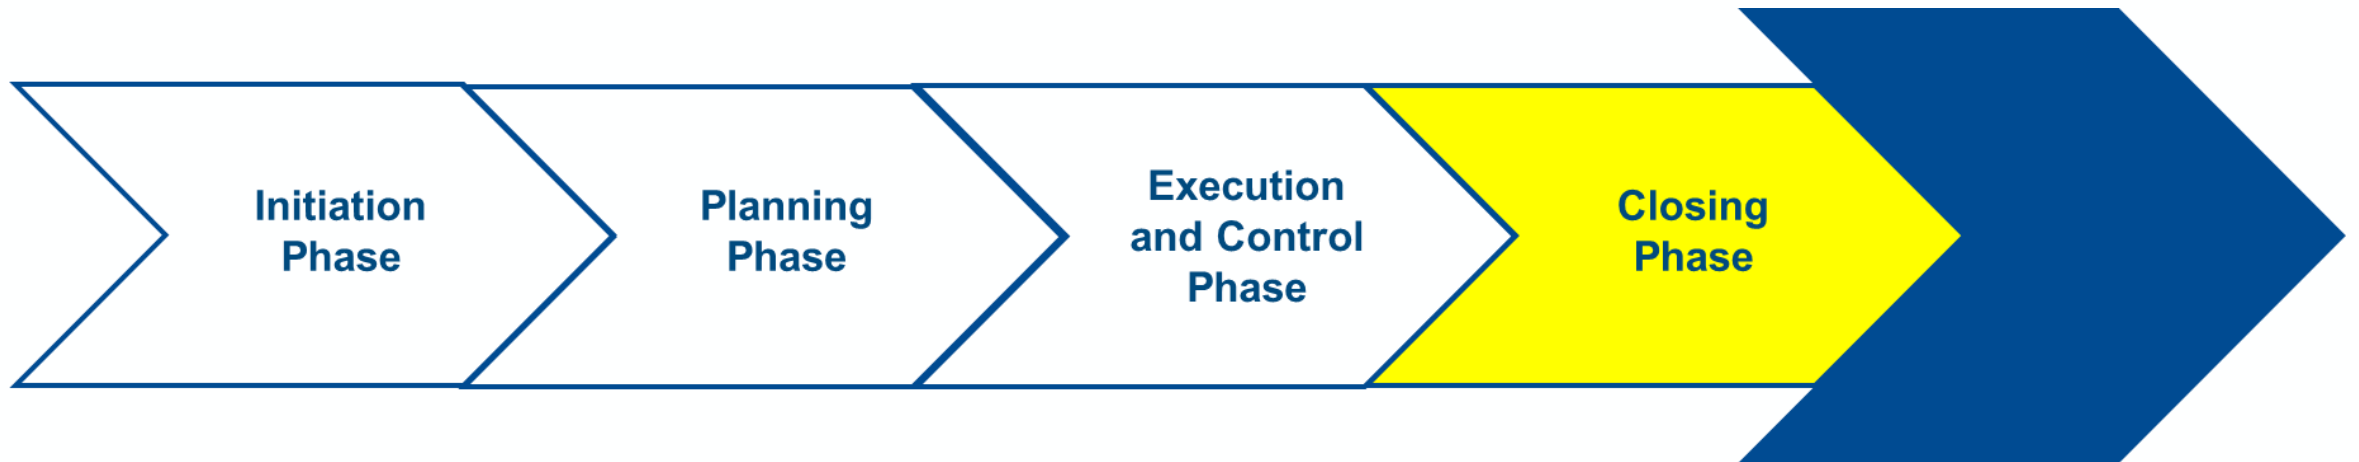 Initiation
Phase
Planning
Phase
Execution
and Control
Phase
Closing
Phase